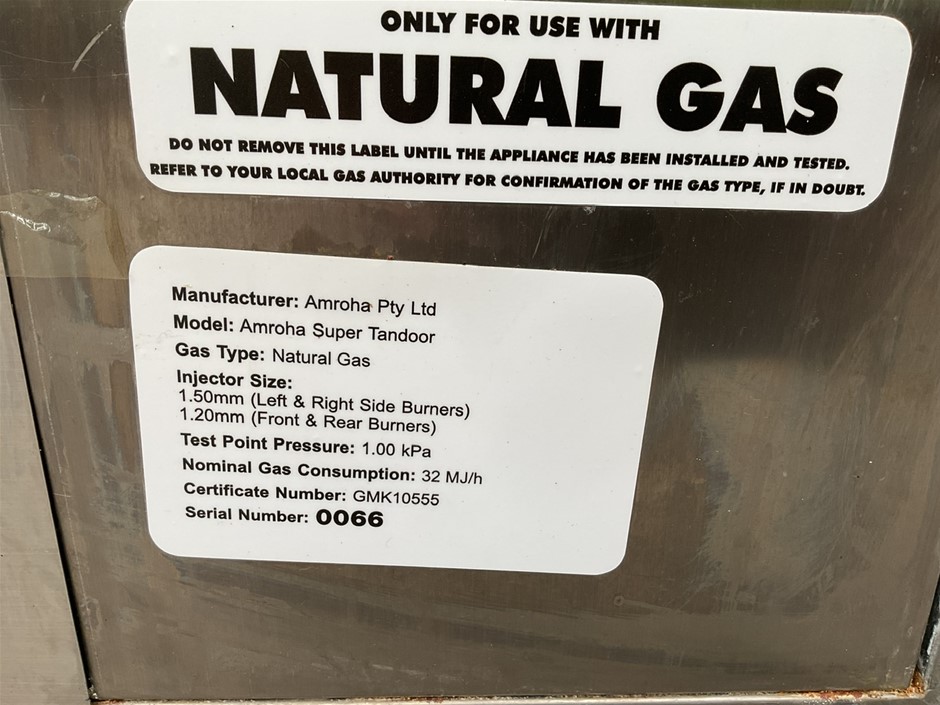 ONLY FOR USE WITH
NATURAL GAS
DO NOT REMOVE THIS LABEL UNTIL THE APPLIANCE HAS BEEN INSTALLED AND TESTED.
REFER TO YOUR LOCAL GAS AUTHORITY FOR CONFIRMATION OF THE GAS TYPE, IF IN DOUBT.
Manufacturer: Amroha Pty Ltd
Model: Amroha Super Tandoor
Gas Type: Natural Gas
Injector Size:
1.50mm (Left & Right Side Burners)
1.20mm (Front & Rear Burners)
Test Point Pressure: 1.00 kPa
Nominal Gas Consumption: 32 MJ/h
Certificate Number: GMK10555
Serial Number: 0066